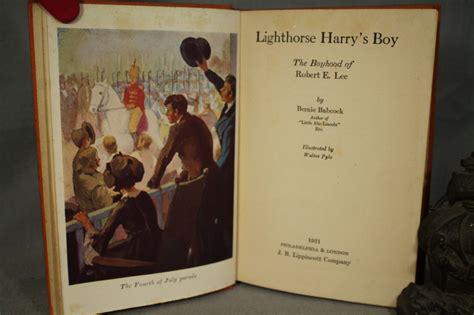 The Fourth of July parade
Lighthorse Harry's Boy
The Boyhood of
Robert E. Lee
by
Bernie Babcock
Author of
"Little Abe Lincoln"
Etc.
Illustrated by
Walter Pyle
1931
PHILADELPHIA & LONDON
J. B. Lippincott Company